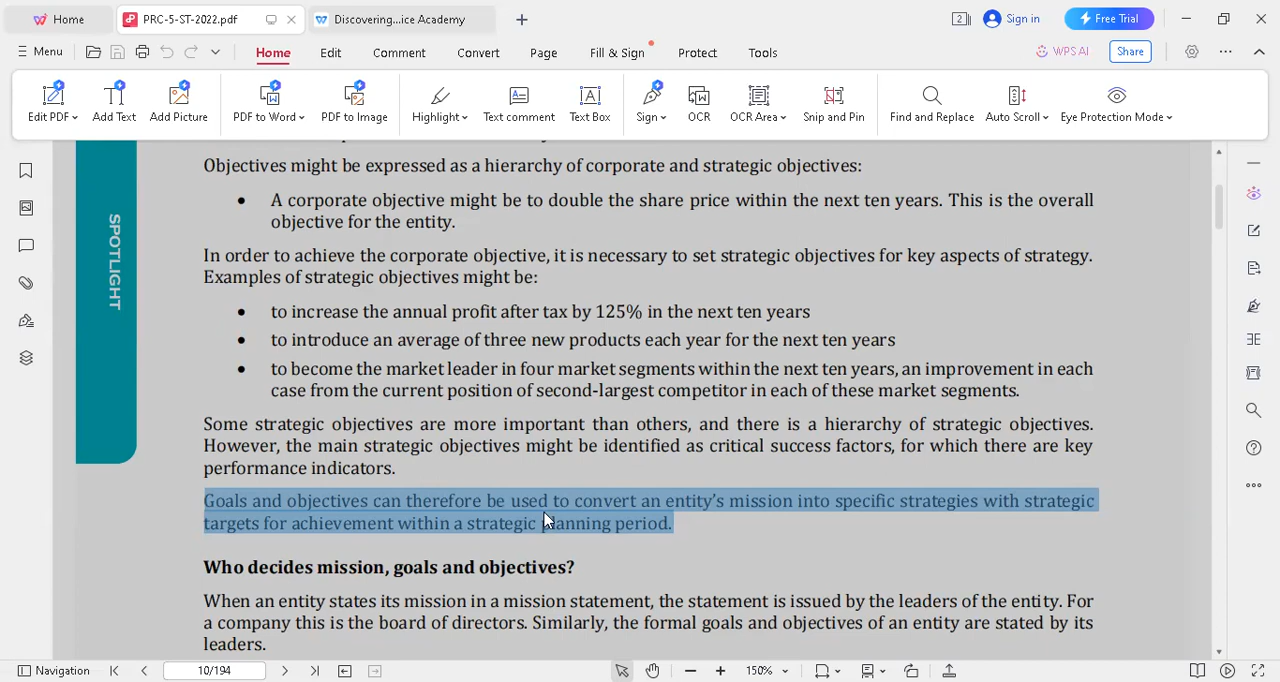 Home
PRC-5-ST-2022.pdf
Discovering...ice Academy
2
Sign in
Free Trial
Menu
Home
Edit
Comment
Convert
Page
Fill & Sign
Protect
Tools
WPS AI
Share
Edit PDF
Add Text
Add Picture
PDF to Word
PDF to Image
Highlight
Text comment
Text Box
Sign
OCR
OCR Area
Snip and Pin
Find and Replace
Auto Scroll
Eye Protection Mode
SPOTLIGHT
Objectives might be expressed as a hierarchy of corporate and strategic objectives:
• A corporate objective might be to double the share price within the next ten years. This is the overall
objective for the entity.
In order to achieve the corporate objective, it is necessary to set strategic objectives for key aspects of strategy.
Examples of strategic objectives might be:
• to increase the annual profit after tax by 125% in the next ten years
• to introduce an average of three new products each year for the next ten years
• to become the market leader in four market segments within the next ten years, an improvement in each
case from the current position of second-largest competitor in each of these market segments.
Some strategic objectives are more important than others, and there is a hierarchy of strategic objectives.
However, the main strategic objectives might be identified as critical success factors, for which there are key
performance indicators.
Goals and objectives can therefore be used to convert an entity's mission into specific strategies with strategic
targets for achievement within a strategic planning period.
Who decides mission, goals and objectives?
When an entity states its mission in a mission statement, the statement is issued by the leaders of the entity. For
a company this is the board of directors. Similarly, the formal goals and objectives of an entity are stated by its
leaders.
Navigation
10/194
150%